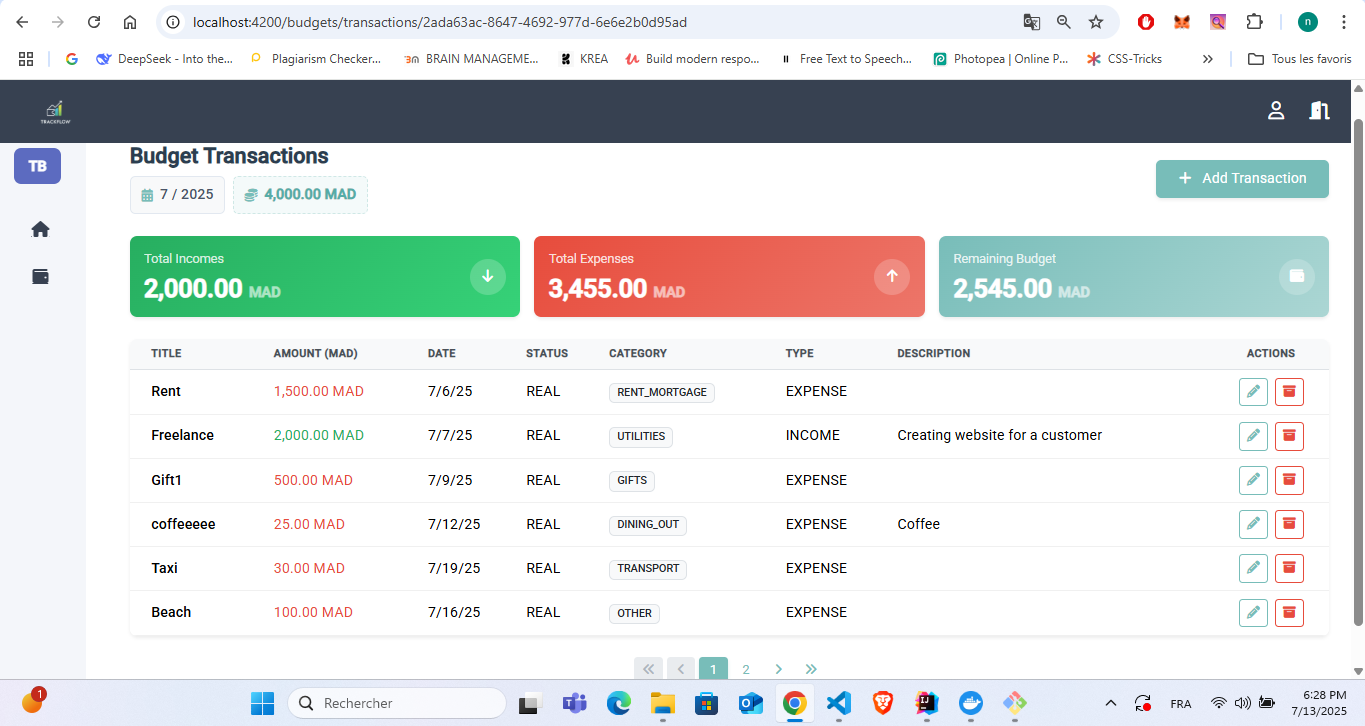 localhost:4200/budgets/transactions/2ada63ac-8647-4692-977d-6e6e2b0d95ad
n
DeepSeek - Into the...
Plagiarism Checker...
BRAIN MANAGEME...
KREA
Build modern respo...
Free Text to Speech...
Photopea | Online P...
CSS-Tricks
Tous les favoris
TRACKFLOW
TB
Budget Transactions
7 / 2025
4,000.00 MAD
Add Transaction
Total Incomes
2,000.00 MAD
Total Expenses
3,455.00 MAD
Remaining Budget
2,545.00 MAD
TITLE AMOUNT (MAD) DATE STATUS CATEGORY TYPE DESCRIPTION ACTIONS
Rent 1,500.00 MAD 7/6/25 REAL RENT_MORTGAGE EXPENSE
Freelance 2,000.00 MAD 7/7/25 REAL UTILITIES INCOME Creating website for a customer
Gift1 500.00 MAD 7/9/25 REAL GIFTS EXPENSE
coffeeeee 25.00 MAD 7/12/25 REAL DINING_OUT EXPENSE Coffee
Taxi 30.00 MAD 7/19/25 REAL TRANSPORT EXPENSE
Beach 100.00 MAD 7/16/25 REAL OTHER EXPENSE
« ‹ 1 2 › »
1
Rechercher
FRA
6:28 PM
7/13/2025